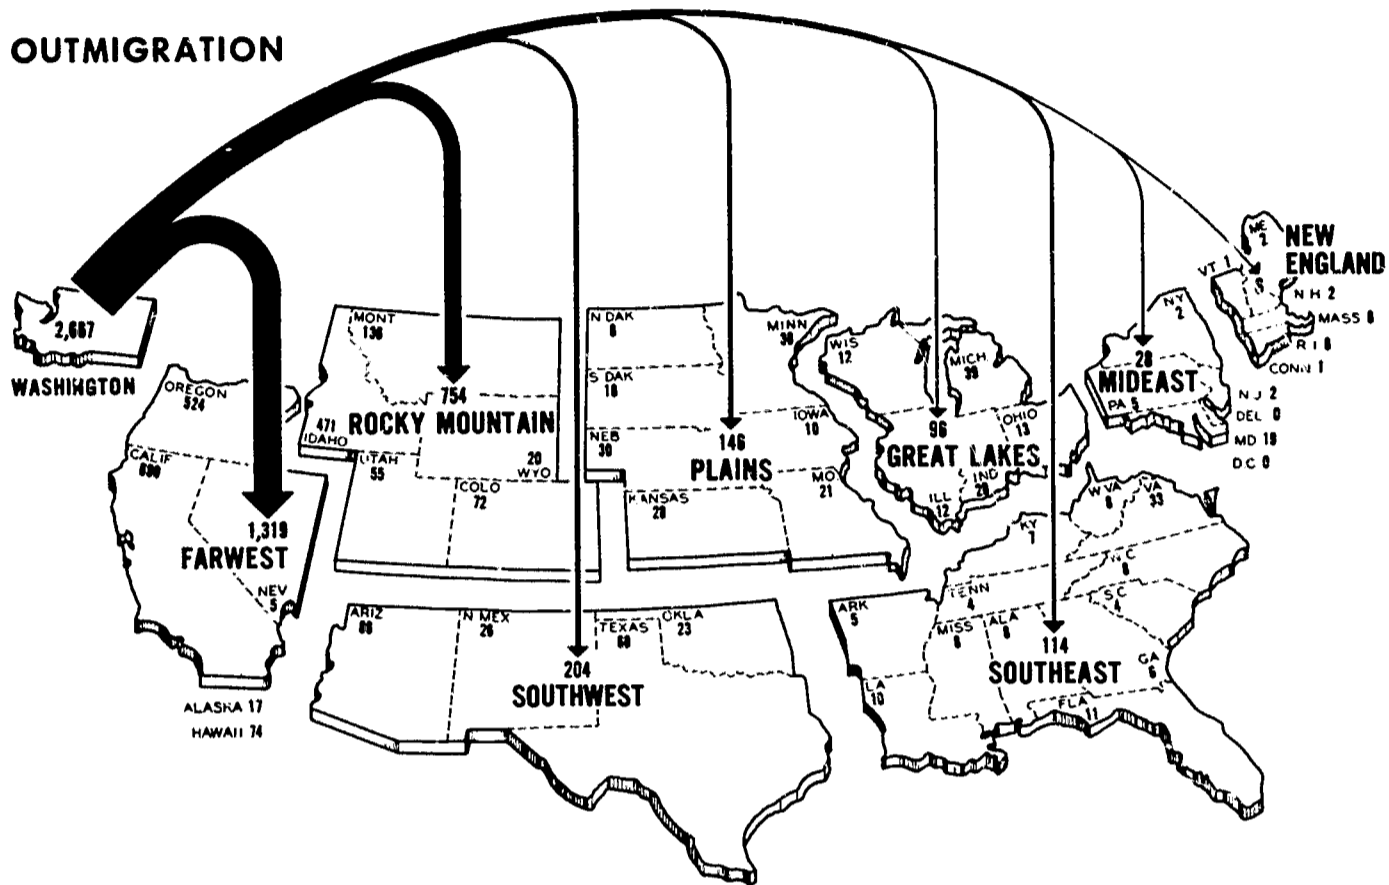 OUTMIGRATION
2,667
WASHINGTON
OREGON
524
CALIF
NEV
5
1,319
FARWEST
ALASKA 17
HAWAII 74
MONT
136
471
IDAHO
754
ROCKY MOUNTAIN
UTAH
55
20
WYO
COLO
72
N DAK
S DAK
NEB
30
KANSAS
MINN
IOWA
10
MO.
21
146
PLAINS
ARIZ
N MEX
26
TEXAS
OKLA
23
204
SOUTHWEST
WIS
12
MICH
39
OHIO
13
IND
ILL
12
96
GREAT LAKES
NY
2
28
MIDEAST
PA 5
N J 2
DEL 0
MD 19
D C 0
ME
2
NEW
ENGLAND
VT 1
N H 2
MASS
R I
CONN 1
W VA
VA
33
KY
N C
TENN
4
S C
4
ARK
5
MISS
ALA
GA
LA
10
FLA
11
114
SOUTHEAST